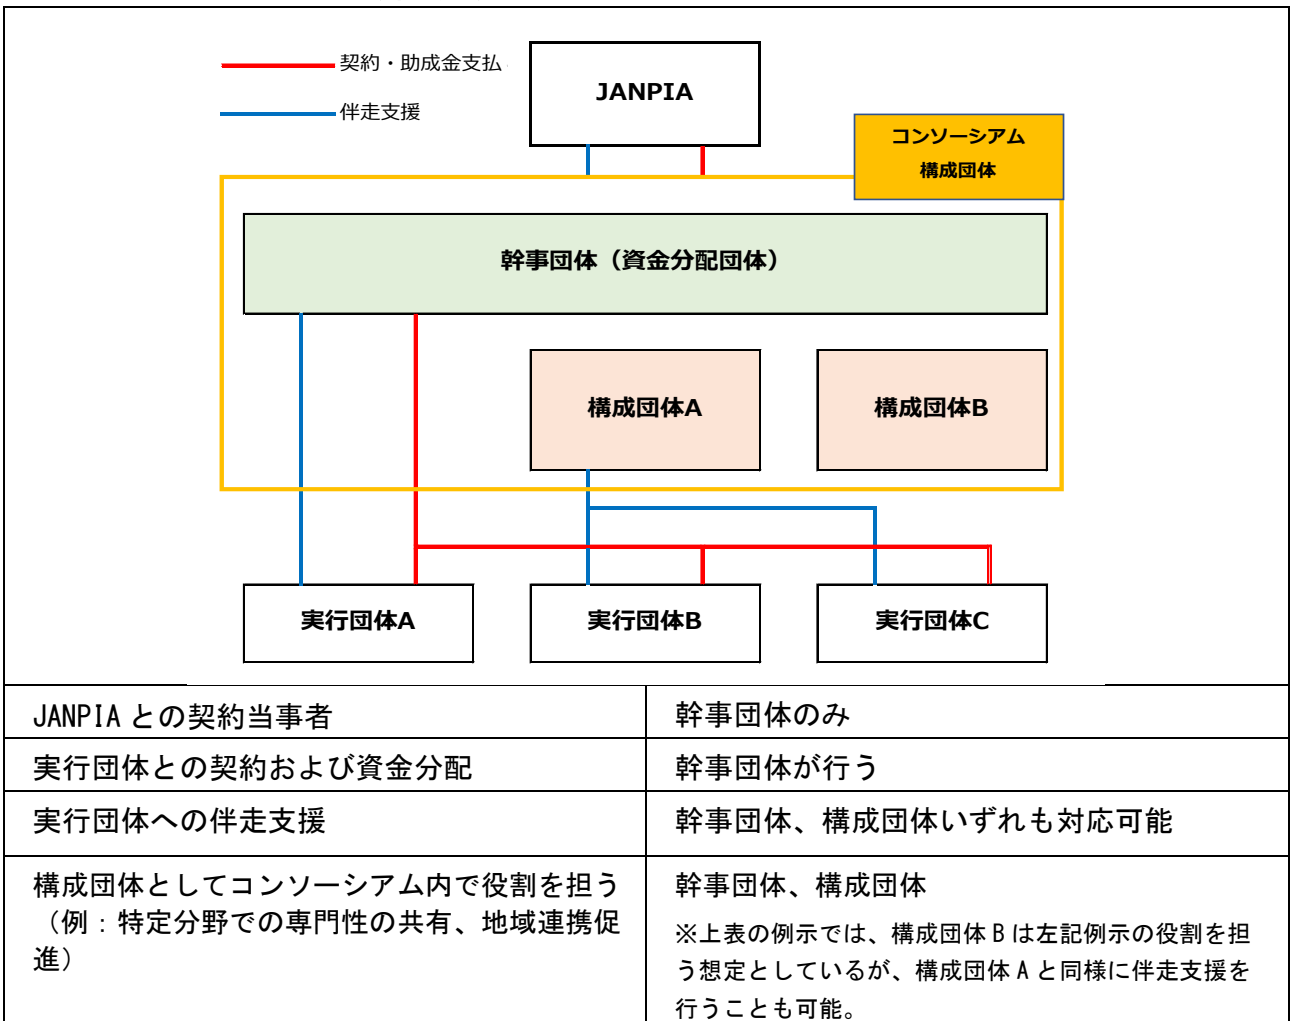 契約・助成金支払
伴走支援
JANPIA
コンソーシアム
構成団体
幹事団体（資金分配団体）
構成団体A
構成団体B
実行団体A
実行団体B
実行団体C
JANPIA との契約当事者
幹事団体のみ
実行団体との契約および資金分配
幹事団体が行う
実行団体への伴走支援
幹事団体、構成団体いずれも対応可能
構成団体としてコンソーシアム内で役割を担う
（例：特定分野での専門性の共有、地域連携促
進）
幹事団体、構成団体
※上表の例示では、構成団体 B は左記例示の役割を担
う想定としているが、構成団体 A と同様に伴走支援を
行うことも可能。